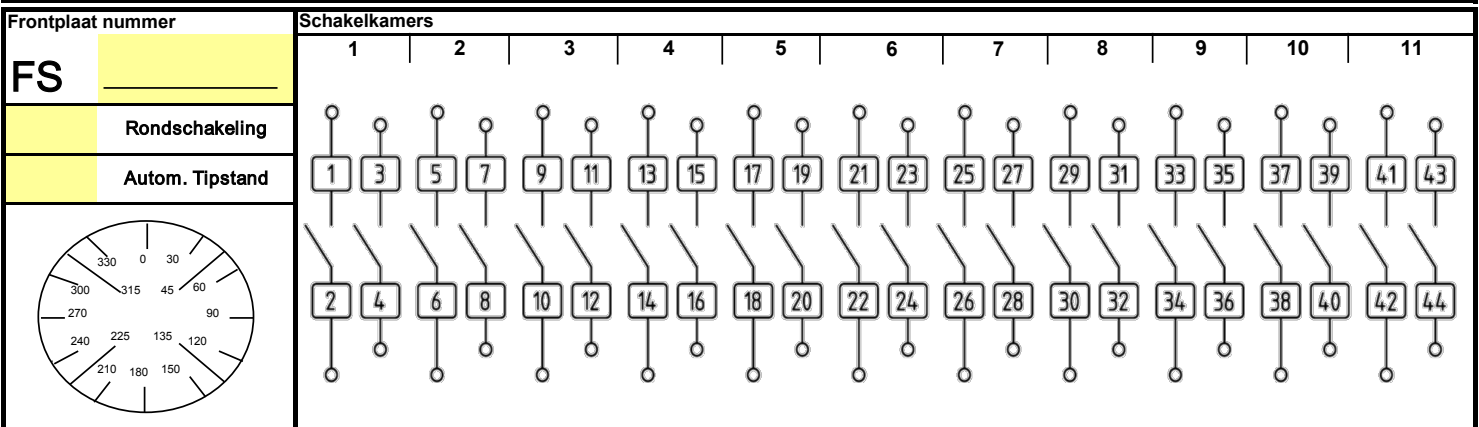 Frontplaat nummer
FS
Rondschakeling
Autom. Tipstand
330 0 30
300 315 45 60
270 90
240 225 135 120
210 180 150
Schakelkamers
1 2 3 4 5 6 7 8 9 10 11
1 3 5 7 9 11 13 15 17 19 21 23 25 27 29 31 33 35 37 39 41 43
2 4 6 8 10 12 14 16 18 20 22 24 26 28 30 32 34 36 38 40 42 44